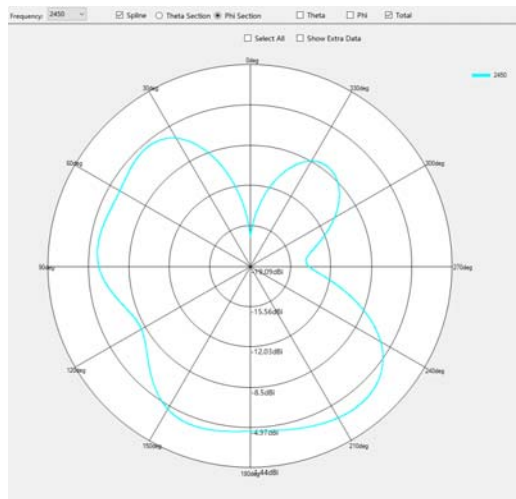 Frequency: 2450 Spline Theta Section Phi Section Theta Phi Total
Select All Show Extra Data
2450
0deg
30deg 330deg
60deg 300deg
90deg 270deg
-19.09dBi
-15.56dBi
-12.03dBi
120deg 240deg
-8.5dBi
-4.97dBi
150deg 210deg
180deg